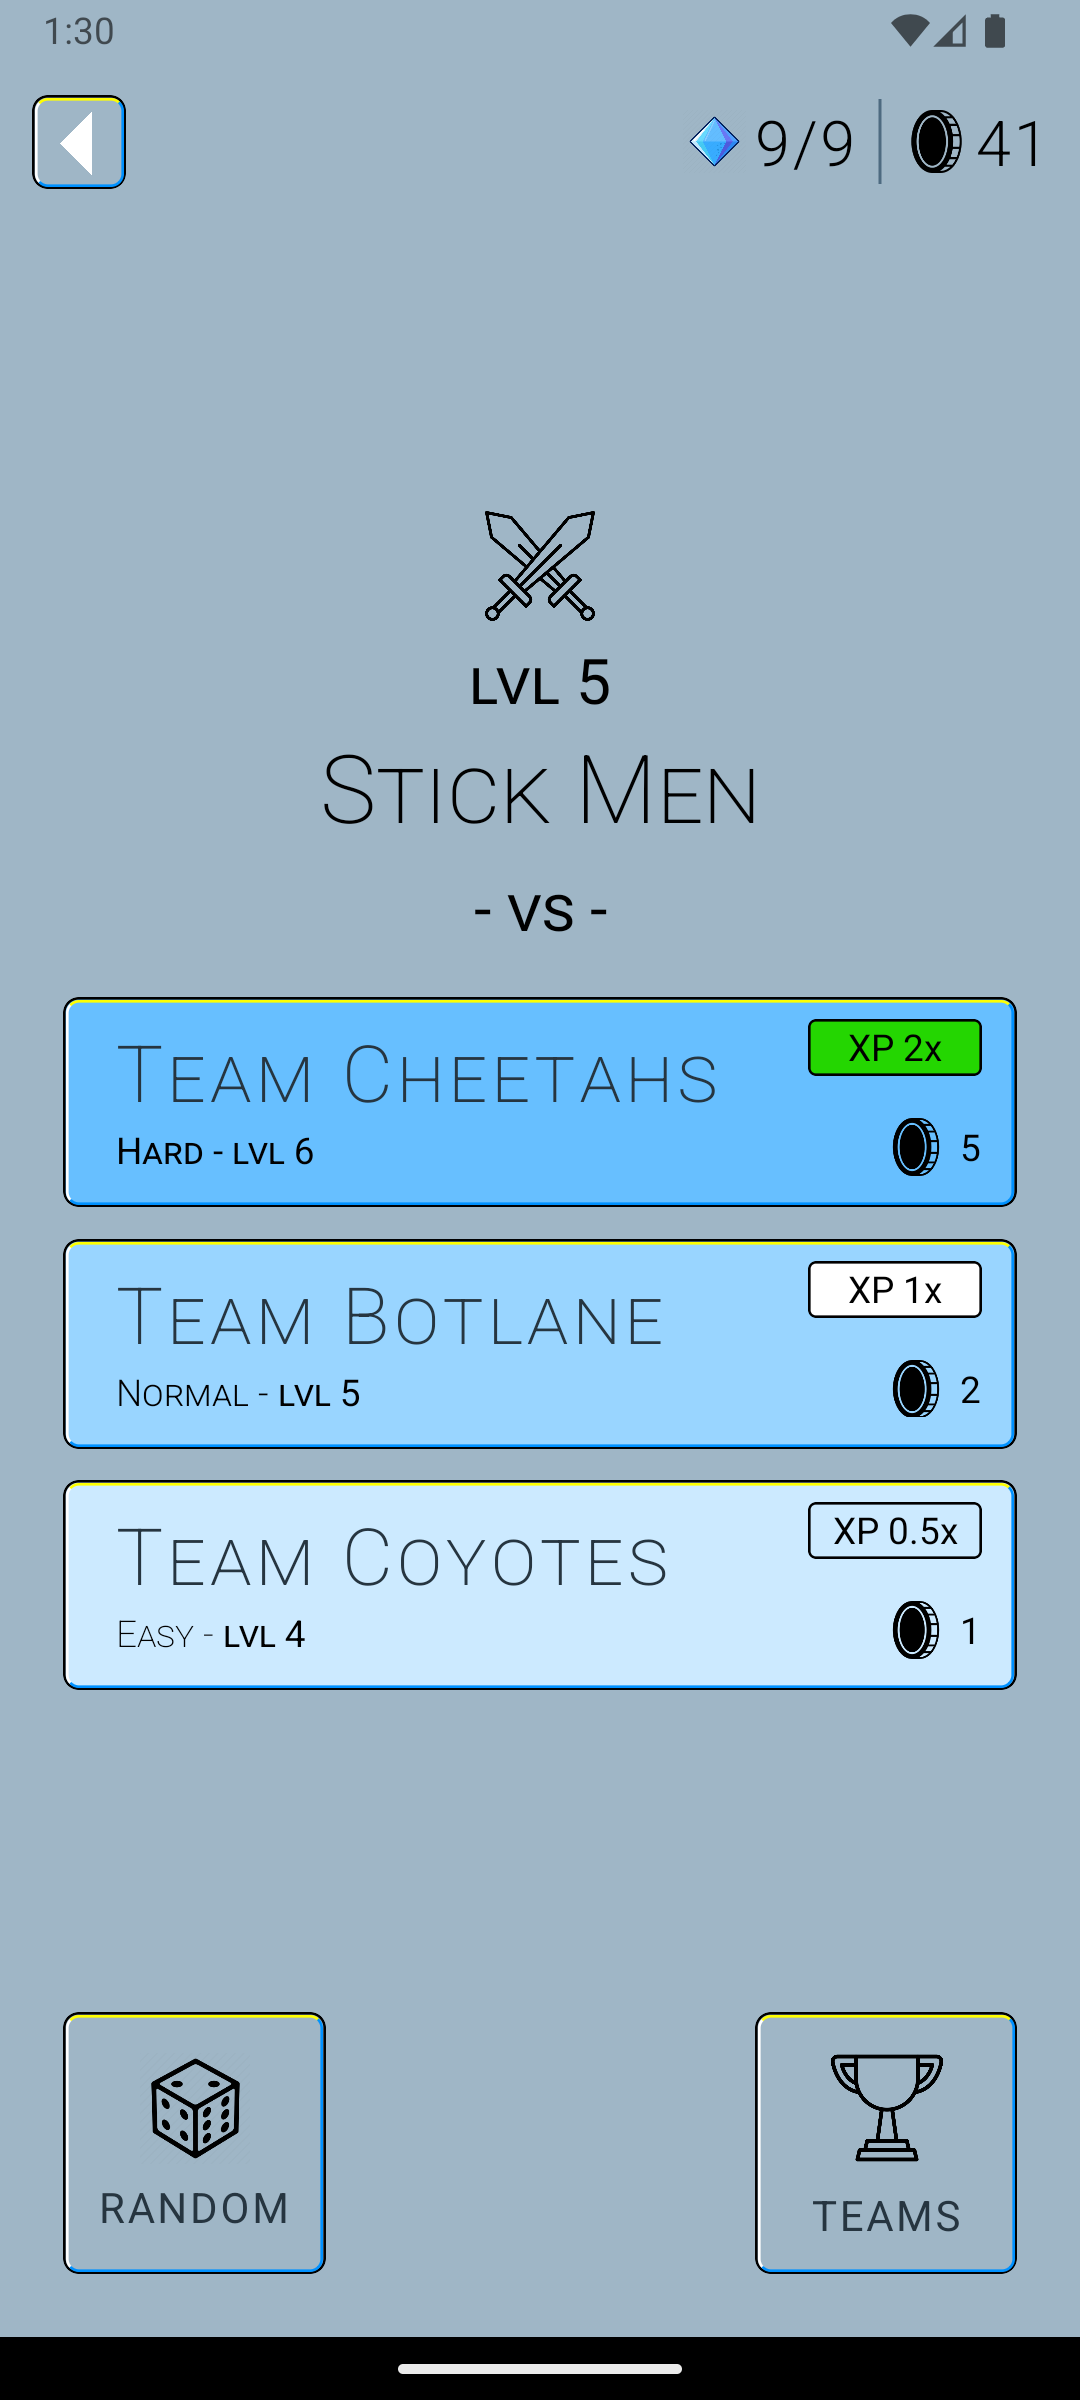 1:30
9/9 41
LVL 5
STICK MEN
- VS -
TEAM CHEETAHS
XP 2x
HARD - LVL 6
5
TEAM BOTLANE
XP 1x
NORMAL - LVL 5
2
TEAM COYOTES
XP 0.5x
EASY - LVL 4
1
RANDOM
TEAMS